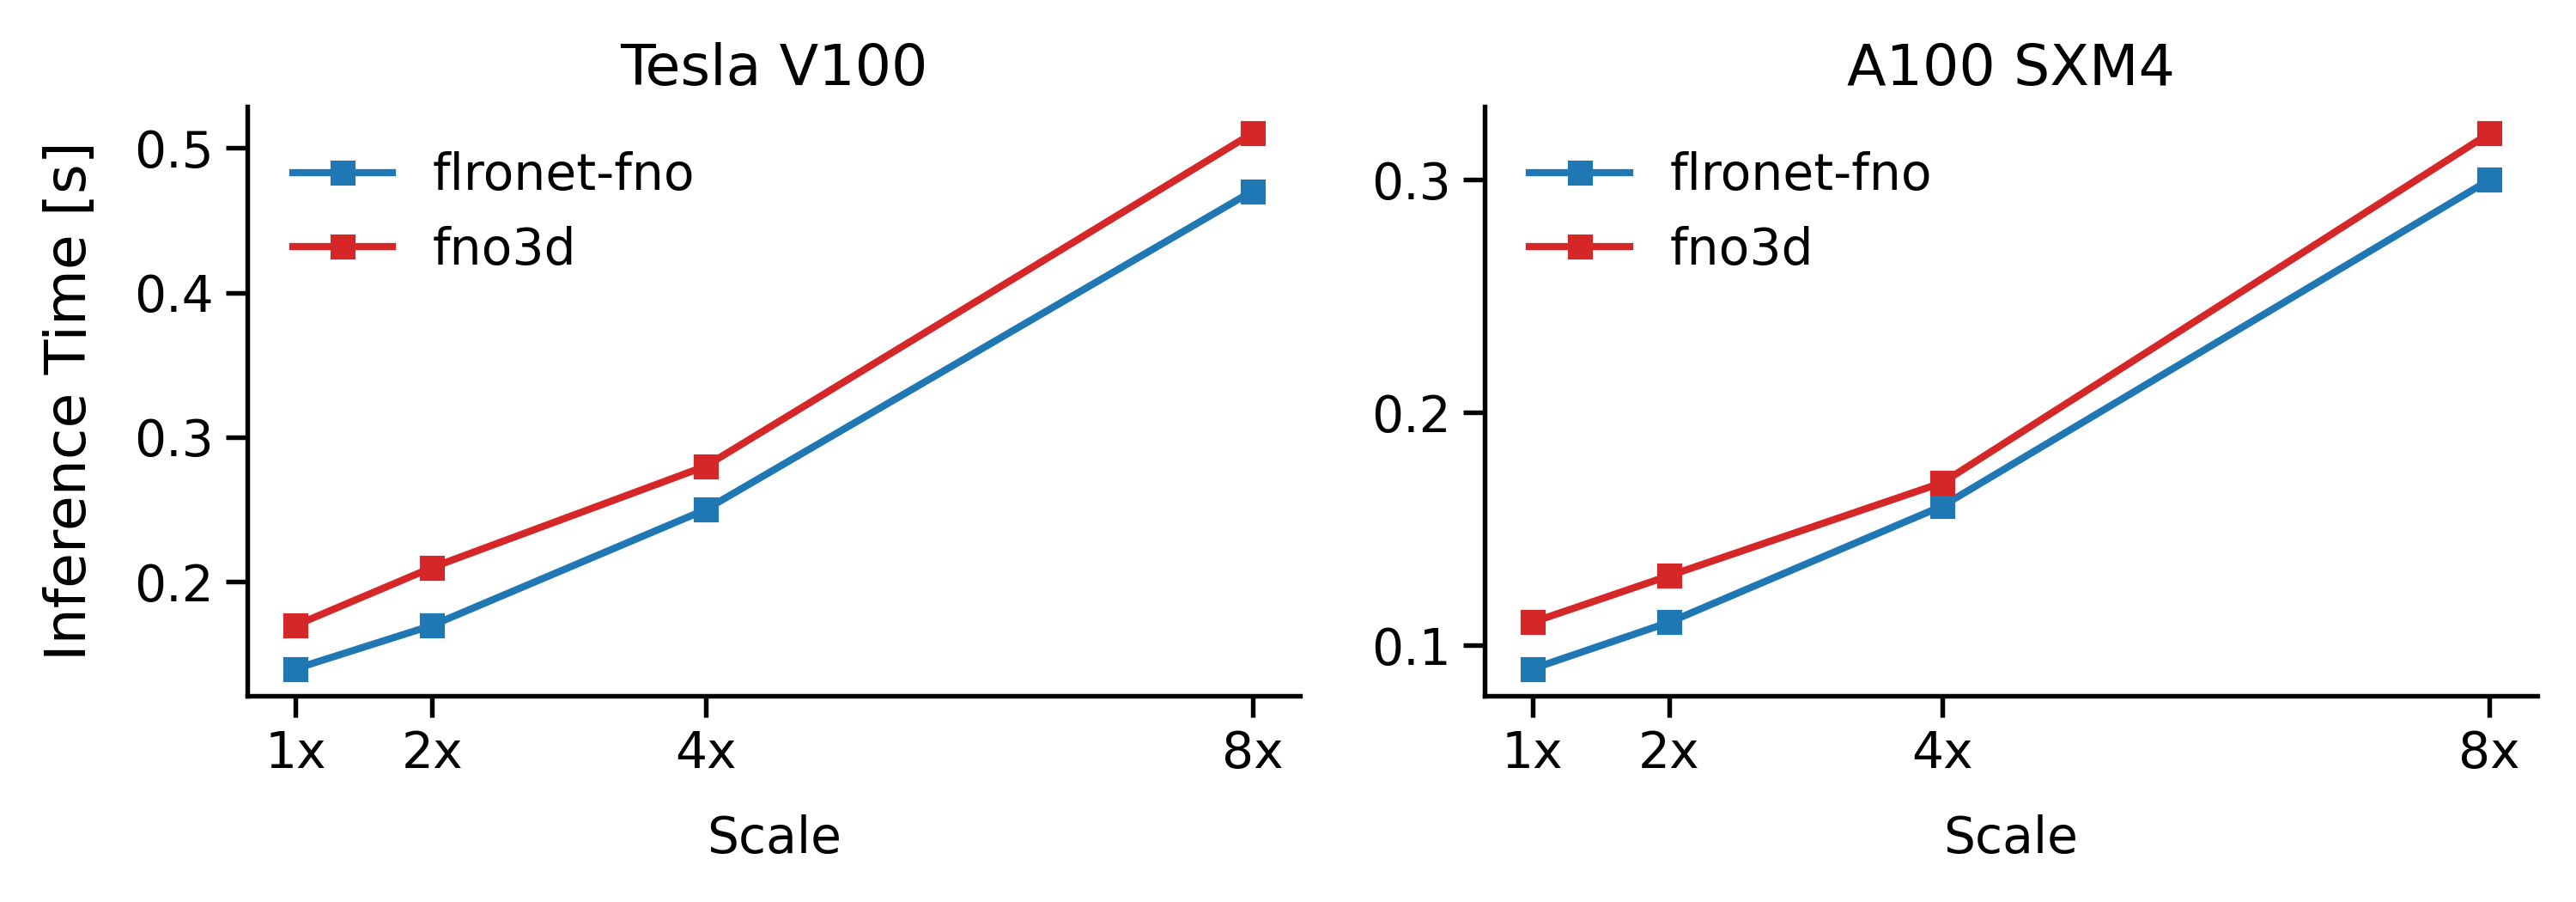 Tesla V100
Inference Time [s]
0.5
0.4
0.3
0.2
flronet-fno
fno3d
1x 2x 4x 8x
Scale
A100 SXM4
0.3
0.2
0.1
flronet-fno
fno3d
1x 2x 4x 8x
Scale